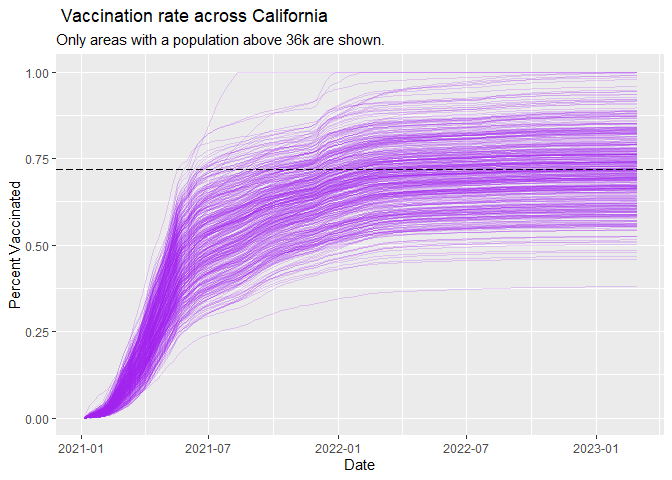 Vaccination rate across California
Only areas with a population above 36k are shown.
Percent Vaccinated
1.00
0.75
0.50
0.25
0.00
2021-01 2021-07 2022-01 2022-07 2023-01
Date